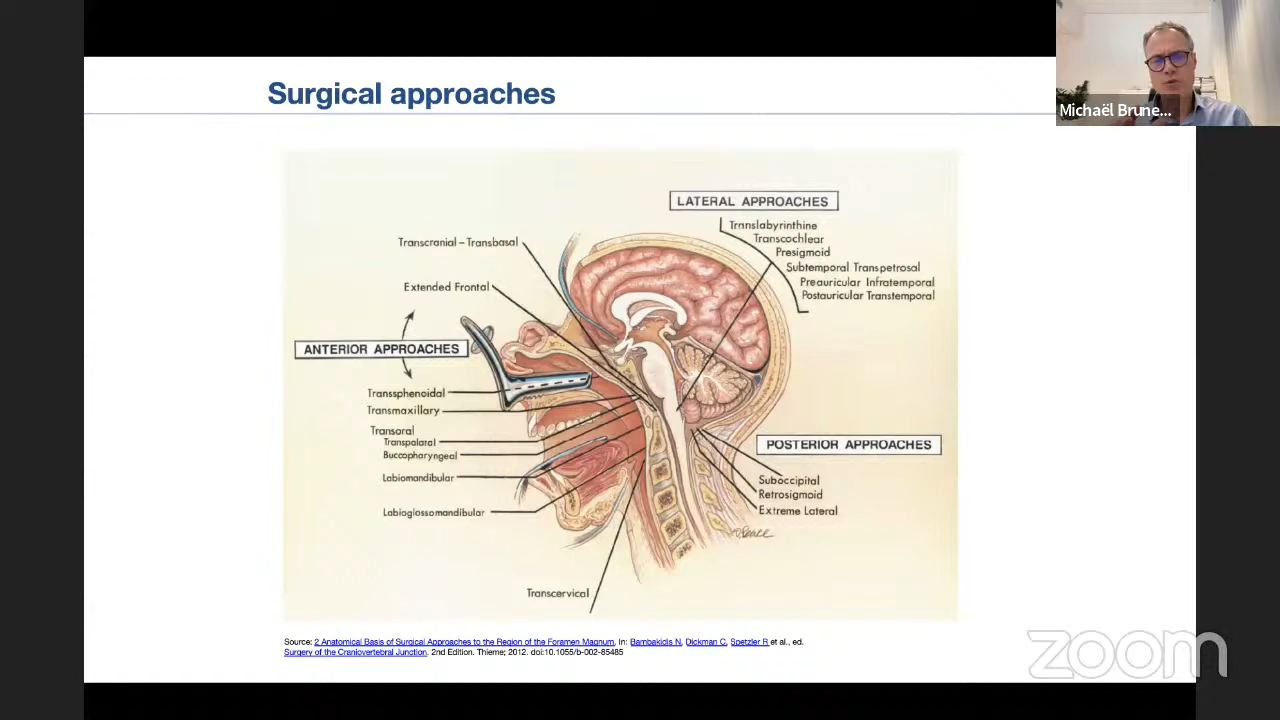 Surgical approaches
Michaël Brune...
LATERAL APPROACHES
Translabyrinthine
Transcochlear
Presigmoid
Subtemporal Transpetrosal
Preauricular Infratemporal
Postauricular Transtemporal
Transcranial – Transbasal
Extended Frontal
ANTERIOR APPROACHES
Transsphenoidal
Transmaxillary
Transoral
Transpalatal
Buccopharyngeal
Labiomandibular
Labioglossomandibular
Transcervical
POSTERIOR APPROACHES
Suboccipital
Retrosigmoid
Extreme Lateral
Source: 2 Anatomical Basis of Surgical Approaches to the Region of the Foramen Magnum. In: Bambakidis N, Dickman C, Spetzler R et al., ed.
Surgery of the Craniovertebral Junction. 2nd Edition. Thieme; 2012. doi:10.1055/b-002-85485
zoom